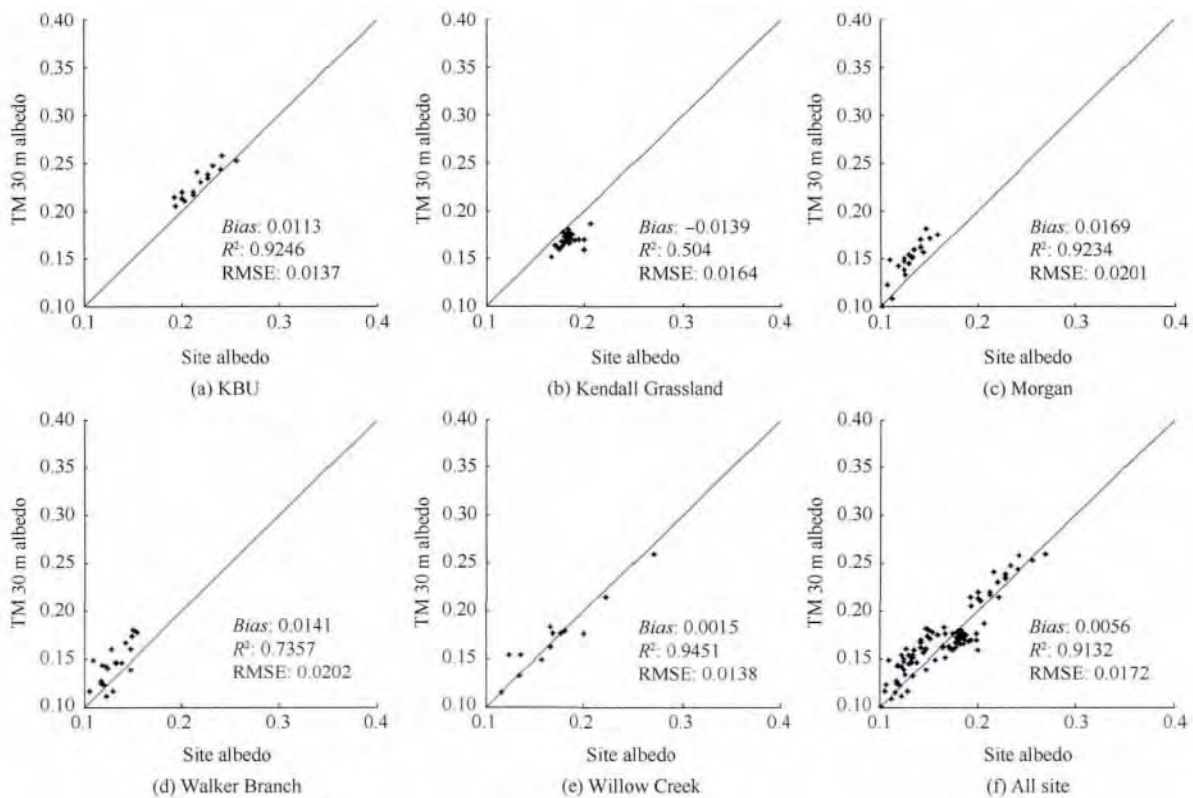 0.40
0.35
0.30
0.25
0.20
0.15
0.10
TM 30 m albedo
Bias: 0.0113
R²: 0.9246
RMSE: 0.0137
0.1
0.2
0.3
0.4
Site albedo
(a) KBU
0.40
0.35
0.30
0.25
0.20
0.15
0.10
TM 30 m albedo
Bias: −0.0139
R²: 0.504
RMSE: 0.0164
0.1
0.2
0.3
0.4
Site albedo
(b) Kendall Grassland
0.40
0.35
0.30
0.25
0.20
0.15
0.10
TM 30 m albedo
Bias: 0.0169
R²: 0.9234
RMSE: 0.0201
0.1
0.2
0.3
0.4
Site albedo
(c) Morgan
0.40
0.35
0.30
0.25
0.20
0.15
0.10
TM 30 m albedo
Bias: 0.0141
R²: 0.7357
RMSE: 0.0202
0.1
0.2
0.3
0.4
Site albedo
(d) Walker Branch
0.40
0.35
0.30
0.25
0.20
0.15
0.10
TM 30 m albedo
Bias: 0.0015
R²: 0.9451
RMSE: 0.0138
0.1
0.2
0.3
0.4
Site albedo
(e) Willow Creek
0.40
0.35
0.30
0.25
0.20
0.15
0.10
TM 30 m albedo
Bias: 0.0056
R²: 0.9132
RMSE: 0.0172
0.1
0.2
0.3
0.4
Site albedo
(f) All site